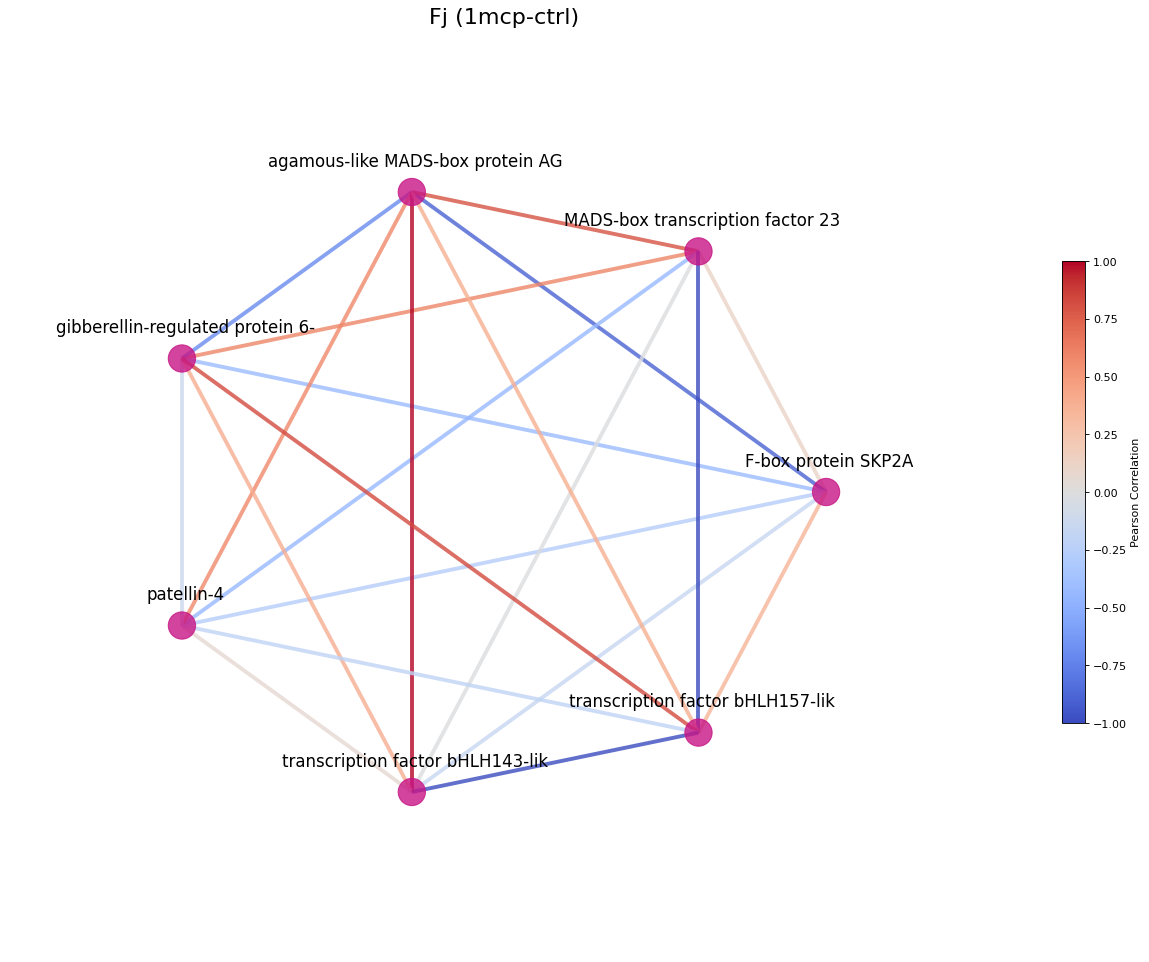 Fj (1mcp-ctrl)
agamous-like MADS-box protein AG
MADS-box transcription factor 23
gibberellin-regulated protein 6-
F-box protein SKP2A
patellin-4
transcription factor bHLH157-lik
transcription factor bHLH143-lik
1.00
0.75
0.50
0.25
0.00
−0.25
−0.50
−0.75
−1.00
Pearson Correlation